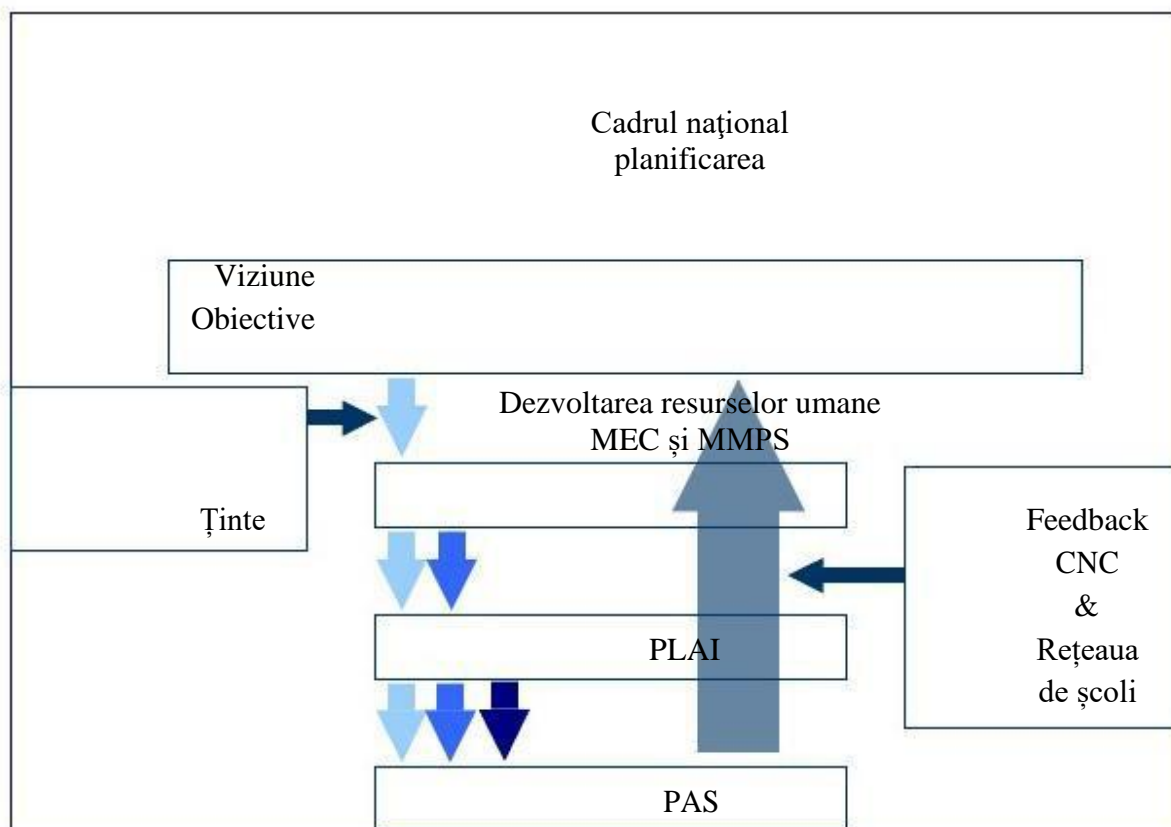 Cadrul naţional
planificarea
Viziune
Obiective
Dezvoltarea resurselor umane
MEC și MMPS
Ținte
Feedback
CNC
&
Rețeaua
de școli
PLAI
PAS